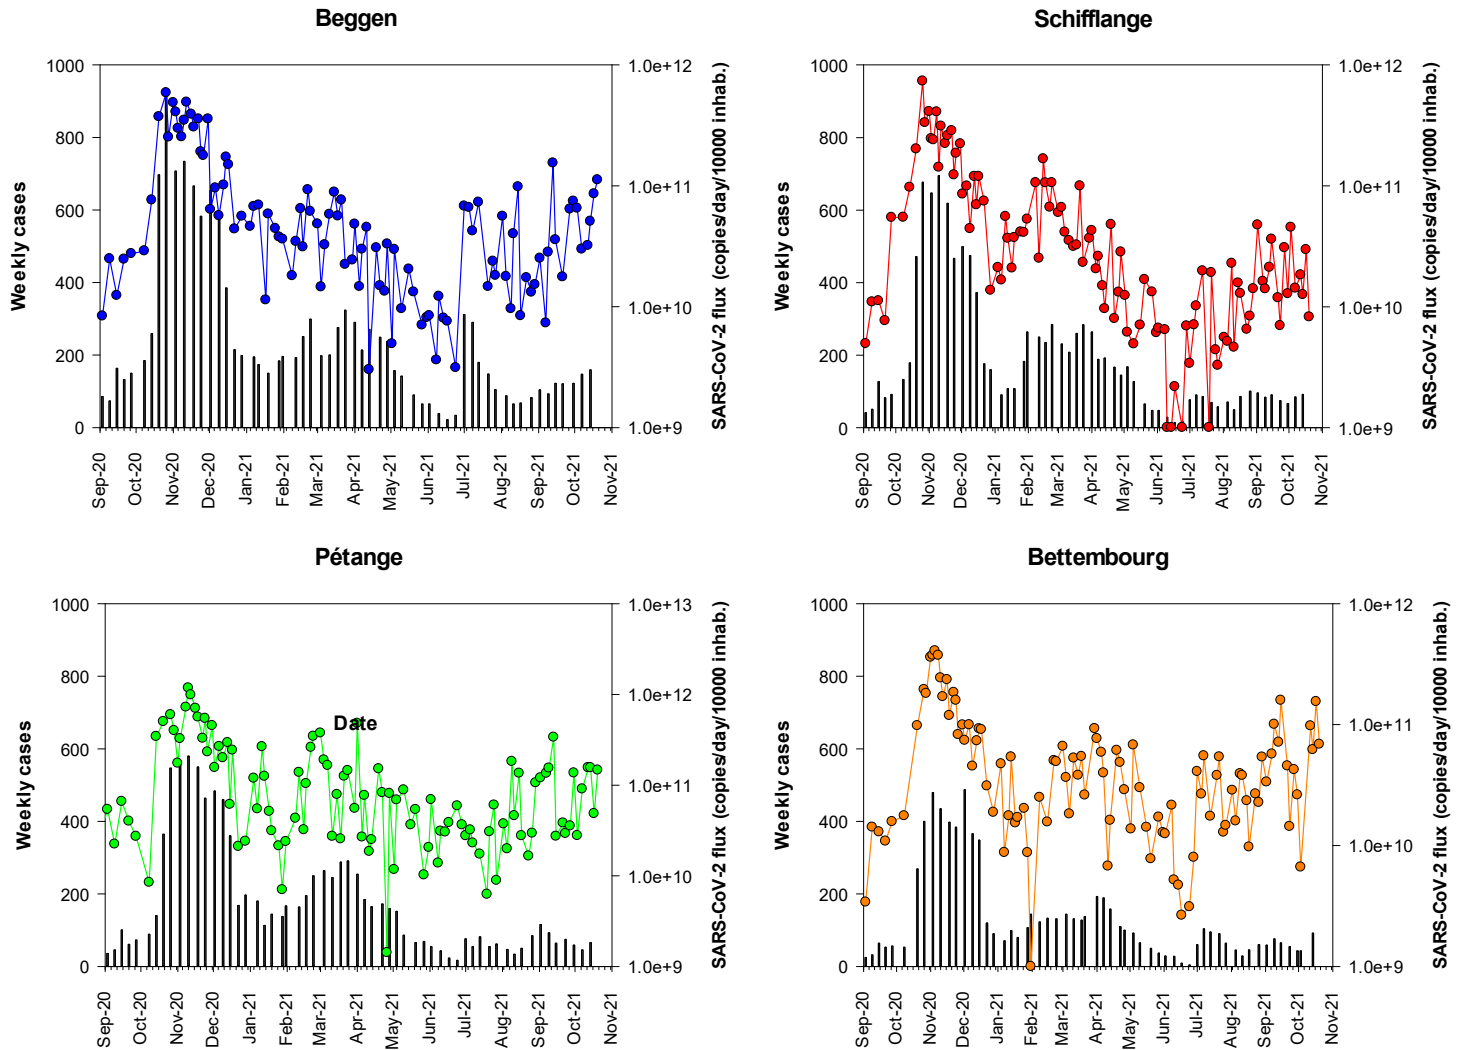 Beggen
Weekly cases
1000
800
600
400
200
0
1.0e+12
1.0e+11
1.0e+10
1.0e+9
SARS-CoV-2 flux (copies/day/10000 inhab.)
Sep-20
Oct-20
Nov-20
Dec-20
Jan-21
Feb-21
Mar-21
Apr-21
May-21
Jun-21
Jul-21
Aug-21
Sep-21
Oct-21
Nov-21
Schifflange
Weekly cases
1000
800
600
400
200
0
1.0e+12
1.0e+11
1.0e+10
1.0e+9
SARS-CoV-2 flux (copies/day/10000 inhab.)
Sep-20
Oct-20
Nov-20
Dec-20
Jan-21
Feb-21
Mar-21
Apr-21
May-21
Jun-21
Jul-21
Aug-21
Sep-21
Oct-21
Nov-21
Pétange
Weekly cases
1000
800
600
400
200
0
Date
1.0e+13
1.0e+12
1.0e+11
1.0e+10
1.0e+9
SARS-CoV-2 flux (copies/day/10000 inhab.)
Sep-20
Oct-20
Nov-20
Dec-20
Jan-21
Feb-21
Mar-21
Apr-21
May-21
Jun-21
Jul-21
Aug-21
Sep-21
Oct-21
Nov-21
Bettembourg
Weekly cases
1000
800
600
400
200
0
1.0e+12
1.0e+11
1.0e+10
1.0e+9
SARS-CoV-2 flux (copies/day/10000 inhab.)
Sep-20
Oct-20
Nov-20
Dec-20
Jan-21
Feb-21
Mar-21
Apr-21
May-21
Jun-21
Jul-21
Aug-21
Sep-21
Oct-21
Nov-21